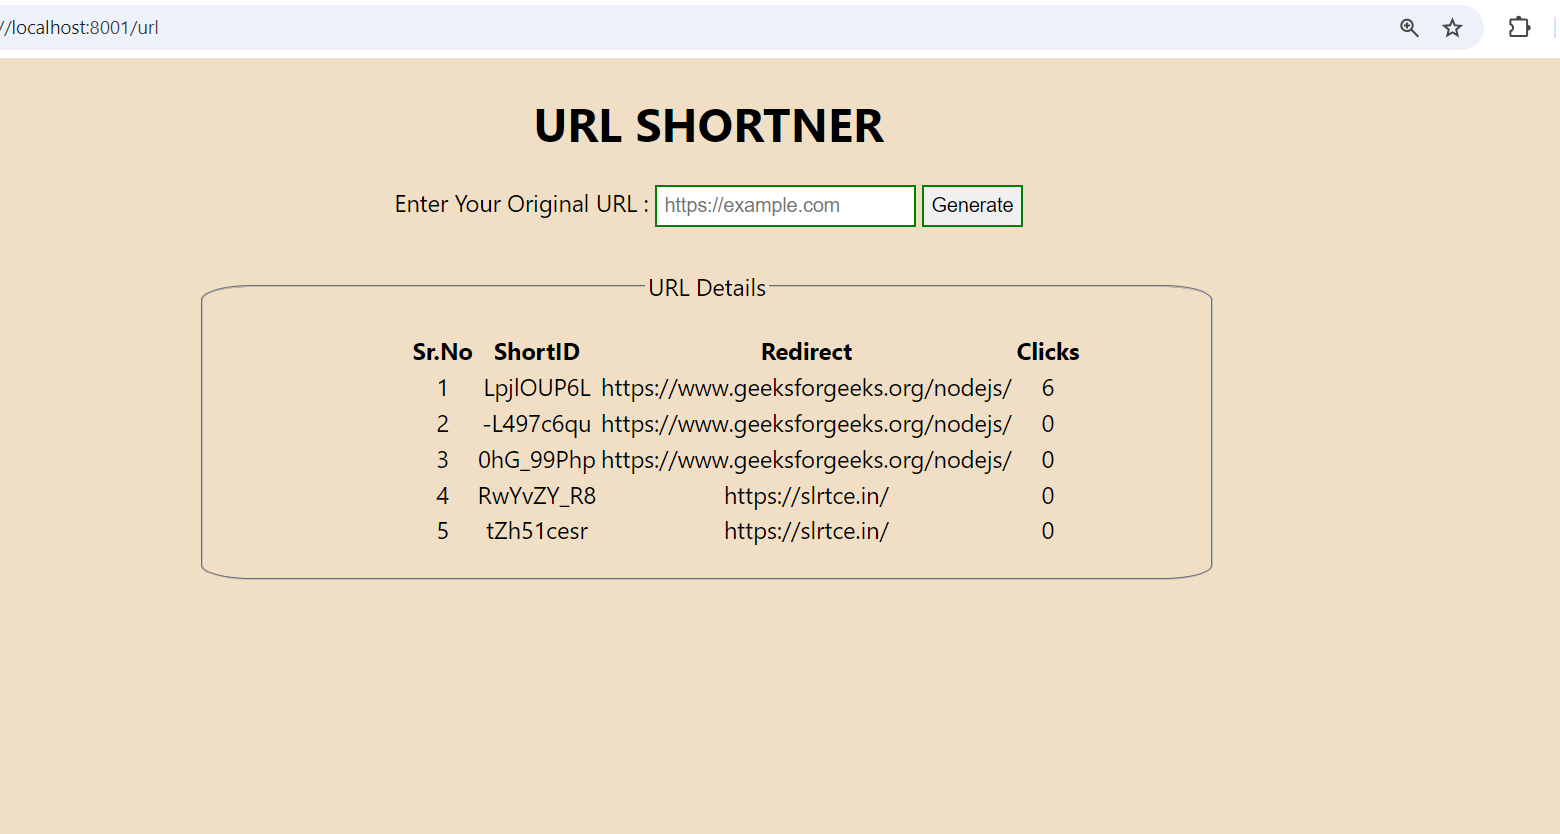 //localhost:8001/url
URL SHORTNER
Enter Your Original URL : https://example.com Generate
URL Details
Sr.No ShortID Redirect Clicks
1 LpjlOUP6L https://www.geeksforgeeks.org/nodejs/ 6
2 -L497c6qu https://www.geeksforgeeks.org/nodejs/ 0
3 0hG_99Php https://www.geeksforgeeks.org/nodejs/ 0
4 RwYvZY_R8 https://slrtce.in/ 0
5 tZh51cesr https://slrtce.in/ 0